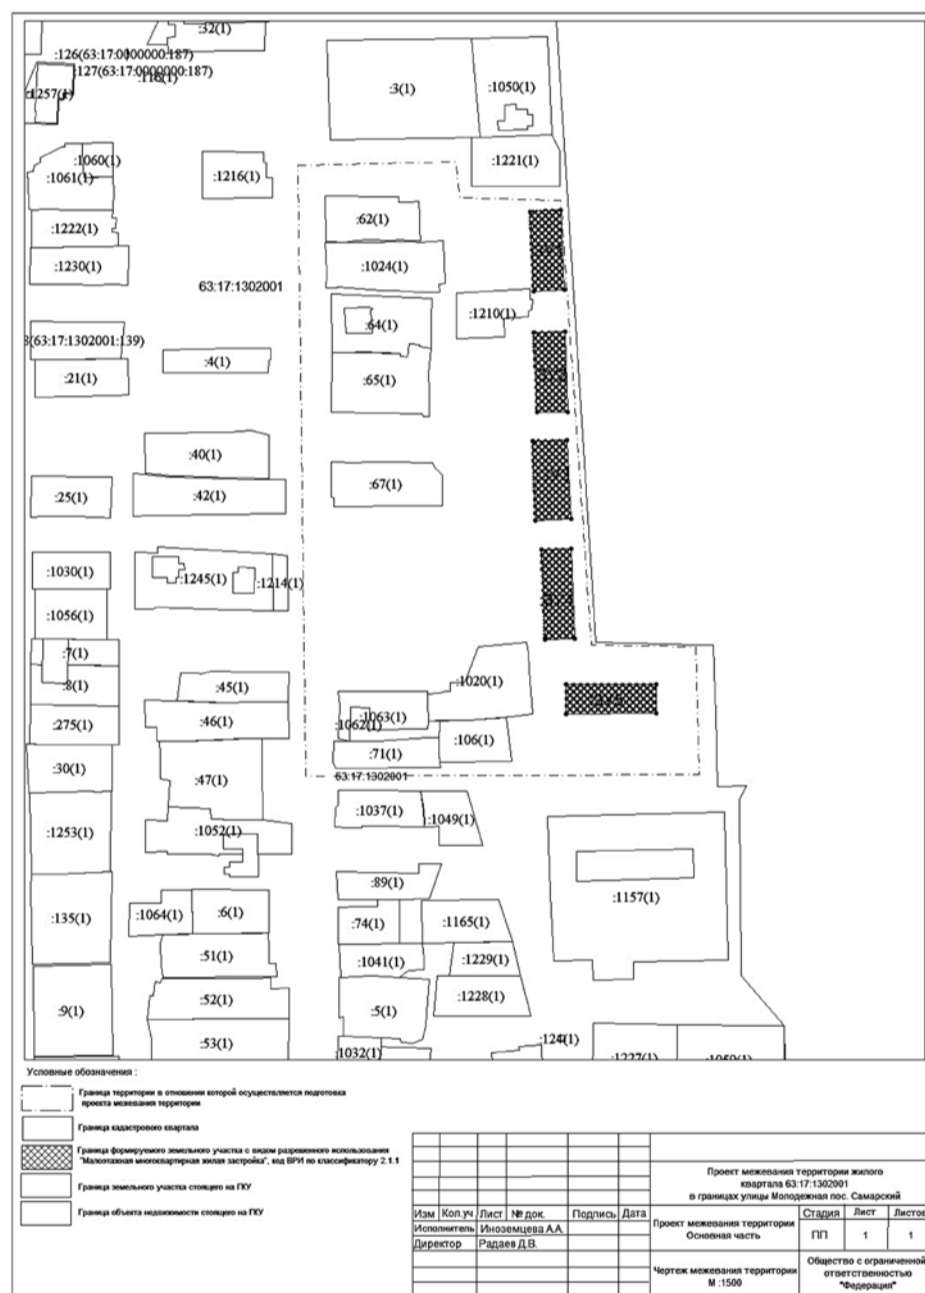 :32(1)
:126(63:17:0000000:187)
:127(63:17:0000000:187)
:116(1)
:1257(1)
:3(1)
:1050(1)
:1060(1)
:1061(1)
:1216(1)
:1221(1)
:1222(1)
:62(1)
:1230(1)
:1024(1)
63:17:1302001
:1210(1)
:64(1)
(63:17:1302001:139)
:4(1)
:21(1)
:65(1)
:40(1)
:42(1)
:25(1)
:67(1)
:1030(1)
:1245(1)
:1214(1)
:1056(1)
:7(1)
:8(1)
:45(1)
:1020(1)
:275(1)
:46(1)
:1063(1)
:1062(1)
:ЗУ5
:106(1)
:30(1)
:71(1)
63:17:1302001
:47(1)
:1253(1)
:1052(1)
:1037(1)
:1049(1)
:89(1)
:1157(1)
:135(1)
:1064(1)
:6(1)
:74(1)
:1165(1)
:51(1)
:1041(1)
:1229(1)
:9(1)
:52(1)
:5(1)
:1228(1)
:53(1)
:1032(1)
:1227(1)
:1059(1)
Условные обозначения :
Граница территории в отношении которой осуществляется подготовка
проекта межевания территории
Граница кадастрового квартала
Граница формируемого земельного участка с видом разрешенного использования
"Малоэтажная многоквартирная жилая застройка", код ВРИ по классификатору 2.1.1
Граница земельного участка стоящего на ГКУ
Граница объекта недвижимости стоящего на ГКУ
Проект межевания территории жилого
квартала 63:17:1302001
в границах улицы Молодежная пос. Самарский
Изм Кол.уч Лист № док. Подпись Дата
Исполнитель Иноземцева А.А.
Директор Радаев Д.В.
Проект межевания территории
Основная часть
Стадия Лист Листов
ПП 1 1
Чертеж межевания территории
М :1500
Общество с ограниченной
ответственностью
"Федерация"